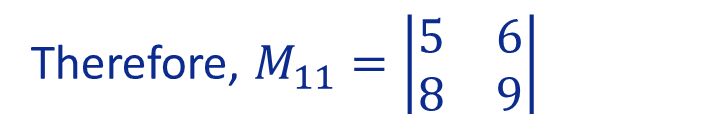 Therefore, M₁₁ = |5 6|
|8 9|